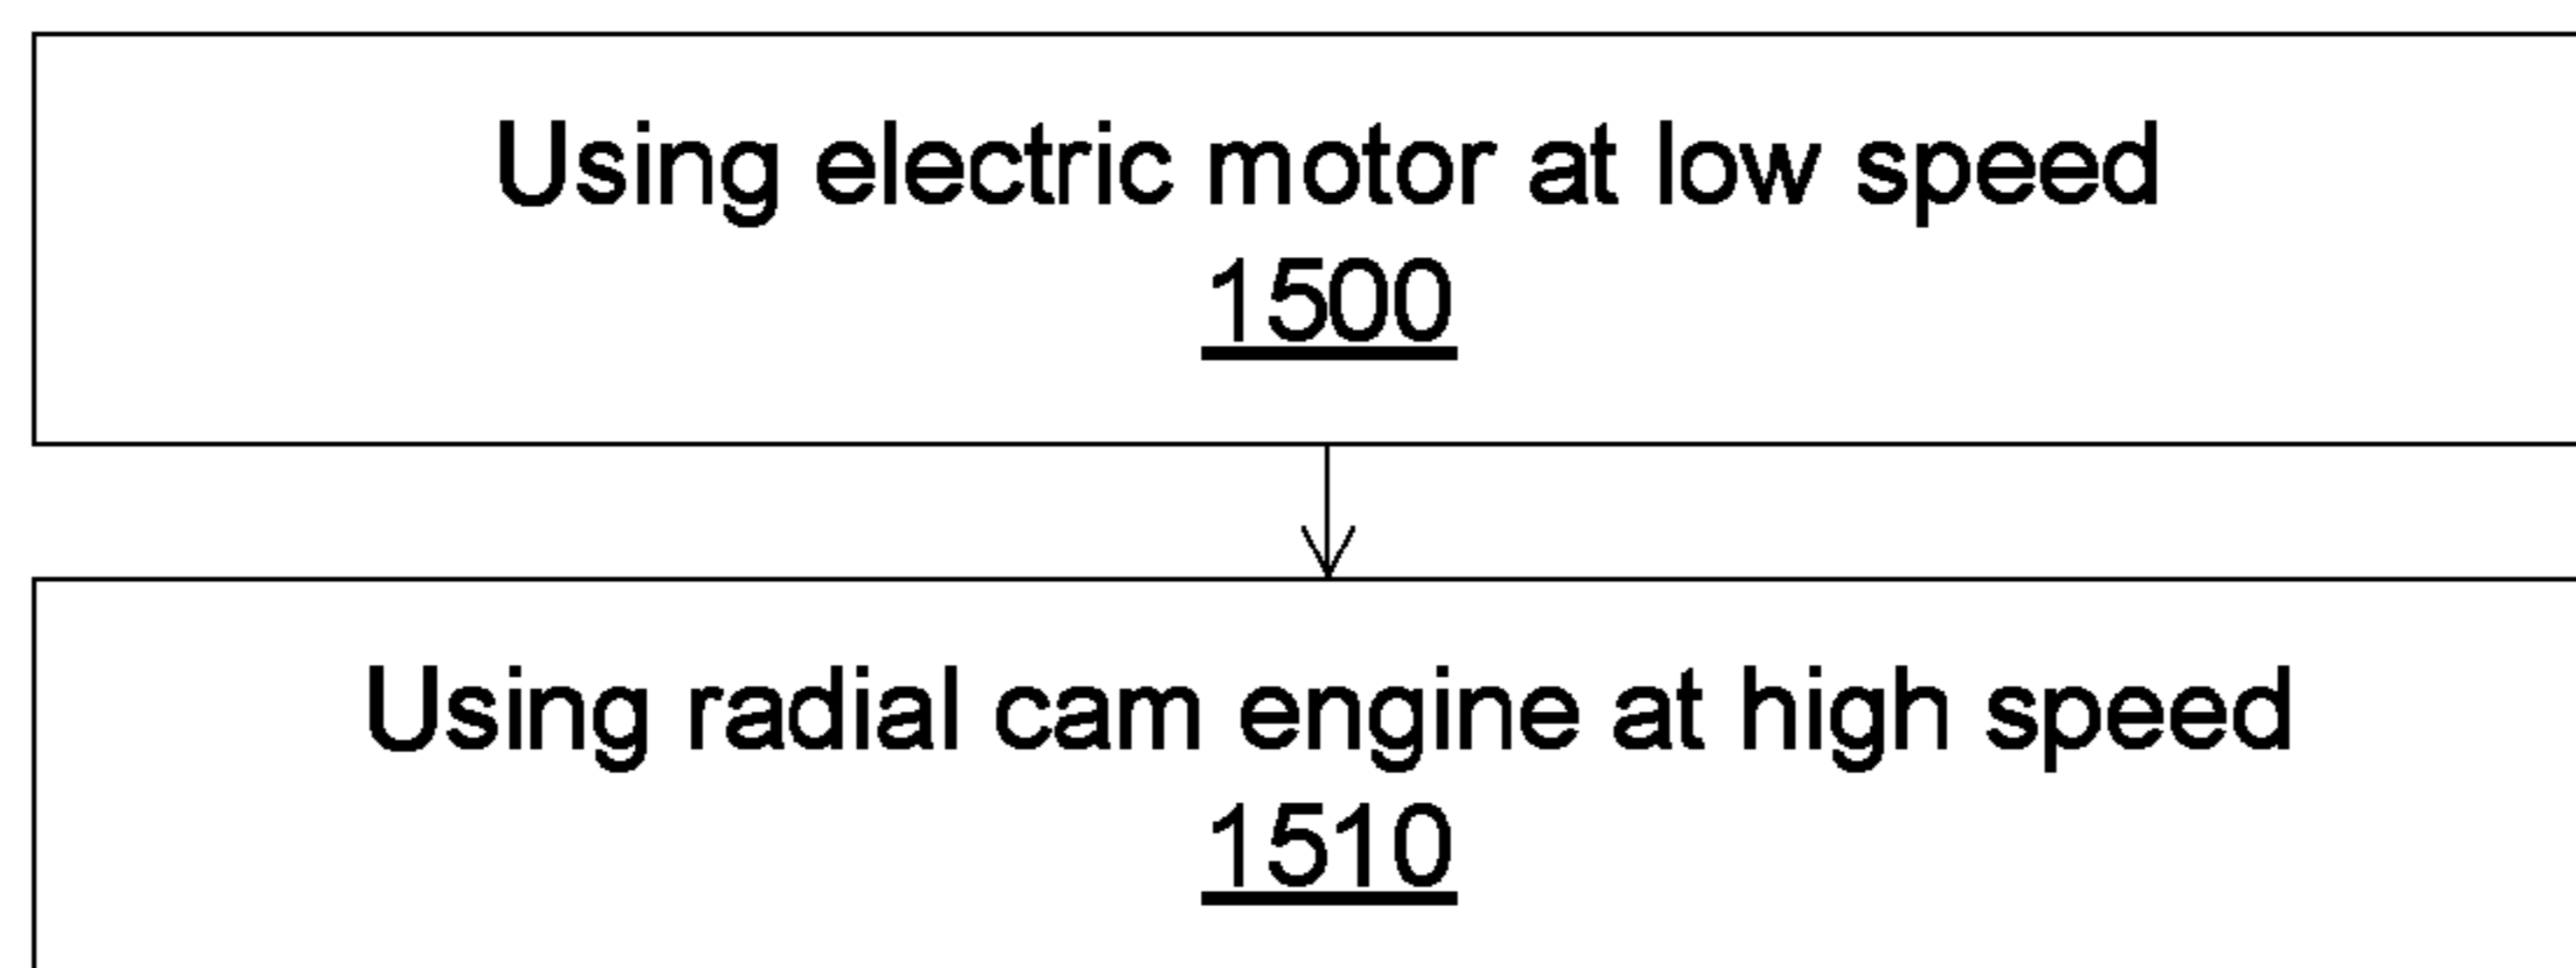 Using electric motor at low speed
1500
Using radial cam engine at high speed
1510